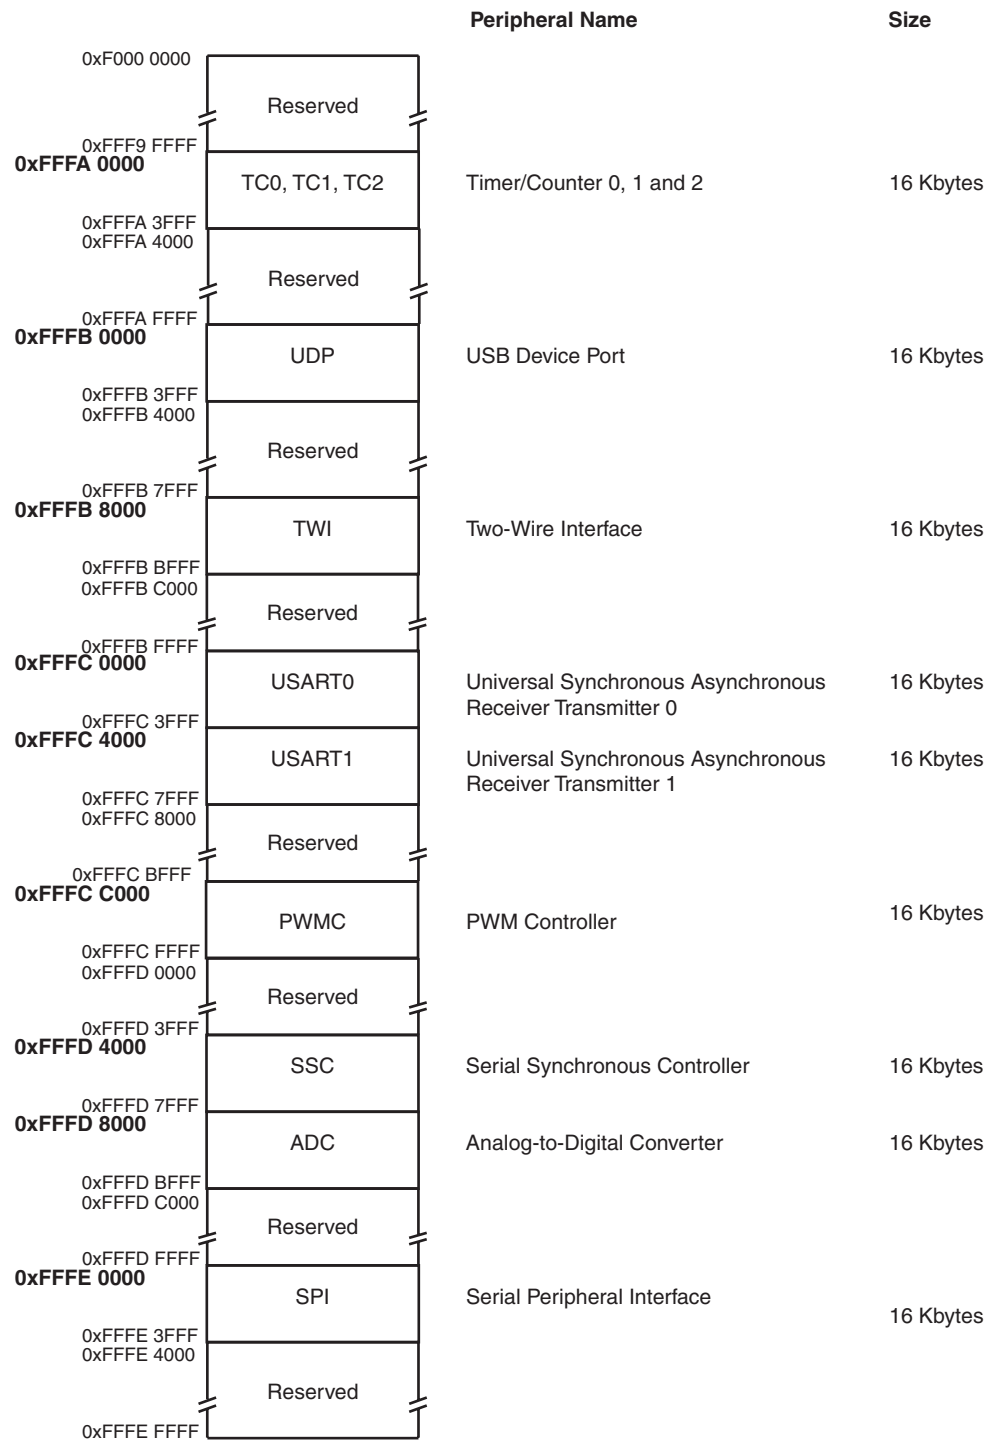 Peripheral Name Size
0xF000 0000
Reserved
0xFFF9 FFFF
0xFFFA 0000
TC0, TC1, TC2 Timer/Counter 0, 1 and 2 16 Kbytes
0xFFFA 3FFF
0xFFFA 4000
Reserved
0xFFFA FFFF
0xFFFB 0000
UDP USB Device Port 16 Kbytes
0xFFFB 3FFF
0xFFFB 4000
Reserved
0xFFFB 7FFF
0xFFFB 8000
TWI Two-Wire Interface 16 Kbytes
0xFFFB BFFF
0xFFFB C000
Reserved
0xFFFB FFFF
0xFFFC 0000
USART0 Universal Synchronous Asynchronous 16 Kbytes
Receiver Transmitter 0
0xFFFC 3FFF
0xFFFC 4000
USART1 Universal Synchronous Asynchronous 16 Kbytes
Receiver Transmitter 1
0xFFFC 7FFF
0xFFFC 8000
Reserved
0xFFFC BFFF
0xFFFC C000
PWMC PWM Controller 16 Kbytes
0xFFFC FFFF
0xFFFD 0000
Reserved
0xFFFD 3FFF
0xFFFD 4000
SSC Serial Synchronous Controller 16 Kbytes
0xFFFD 7FFF
0xFFFD 8000
ADC Analog-to-Digital Converter 16 Kbytes
0xFFFD BFFF
0xFFFD C000
Reserved
0xFFFD FFFF
0xFFFE 0000
SPI Serial Peripheral Interface 16 Kbytes
0xFFFE 3FFF
0xFFFE 4000
Reserved
0xFFFE FFFF